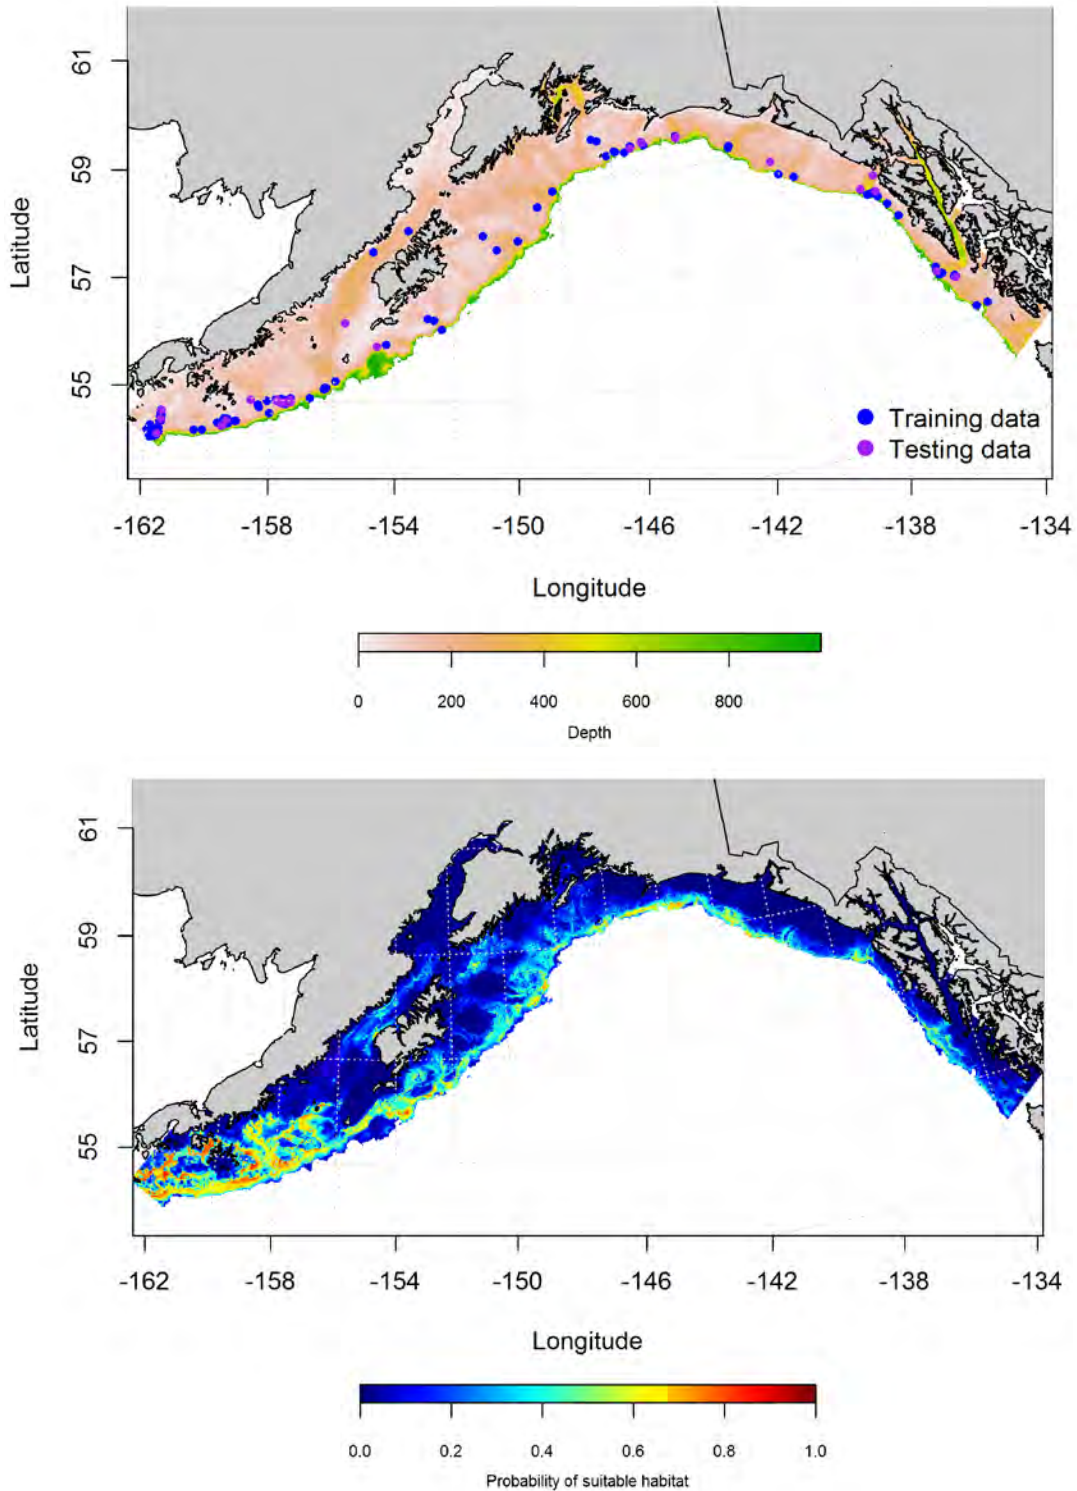 61
59
57
55
Latitude
Training data
Testing data
-162 -158 -154 -150 -146 -142 -138 -134
Longitude
0 200 400 600 800
Depth
61
59
57
55
Latitude
-162 -158 -154 -150 -146 -142 -138 -134
Longitude
0.0 0.2 0.4 0.6 0.8 1.0
Probability of suitable habitat